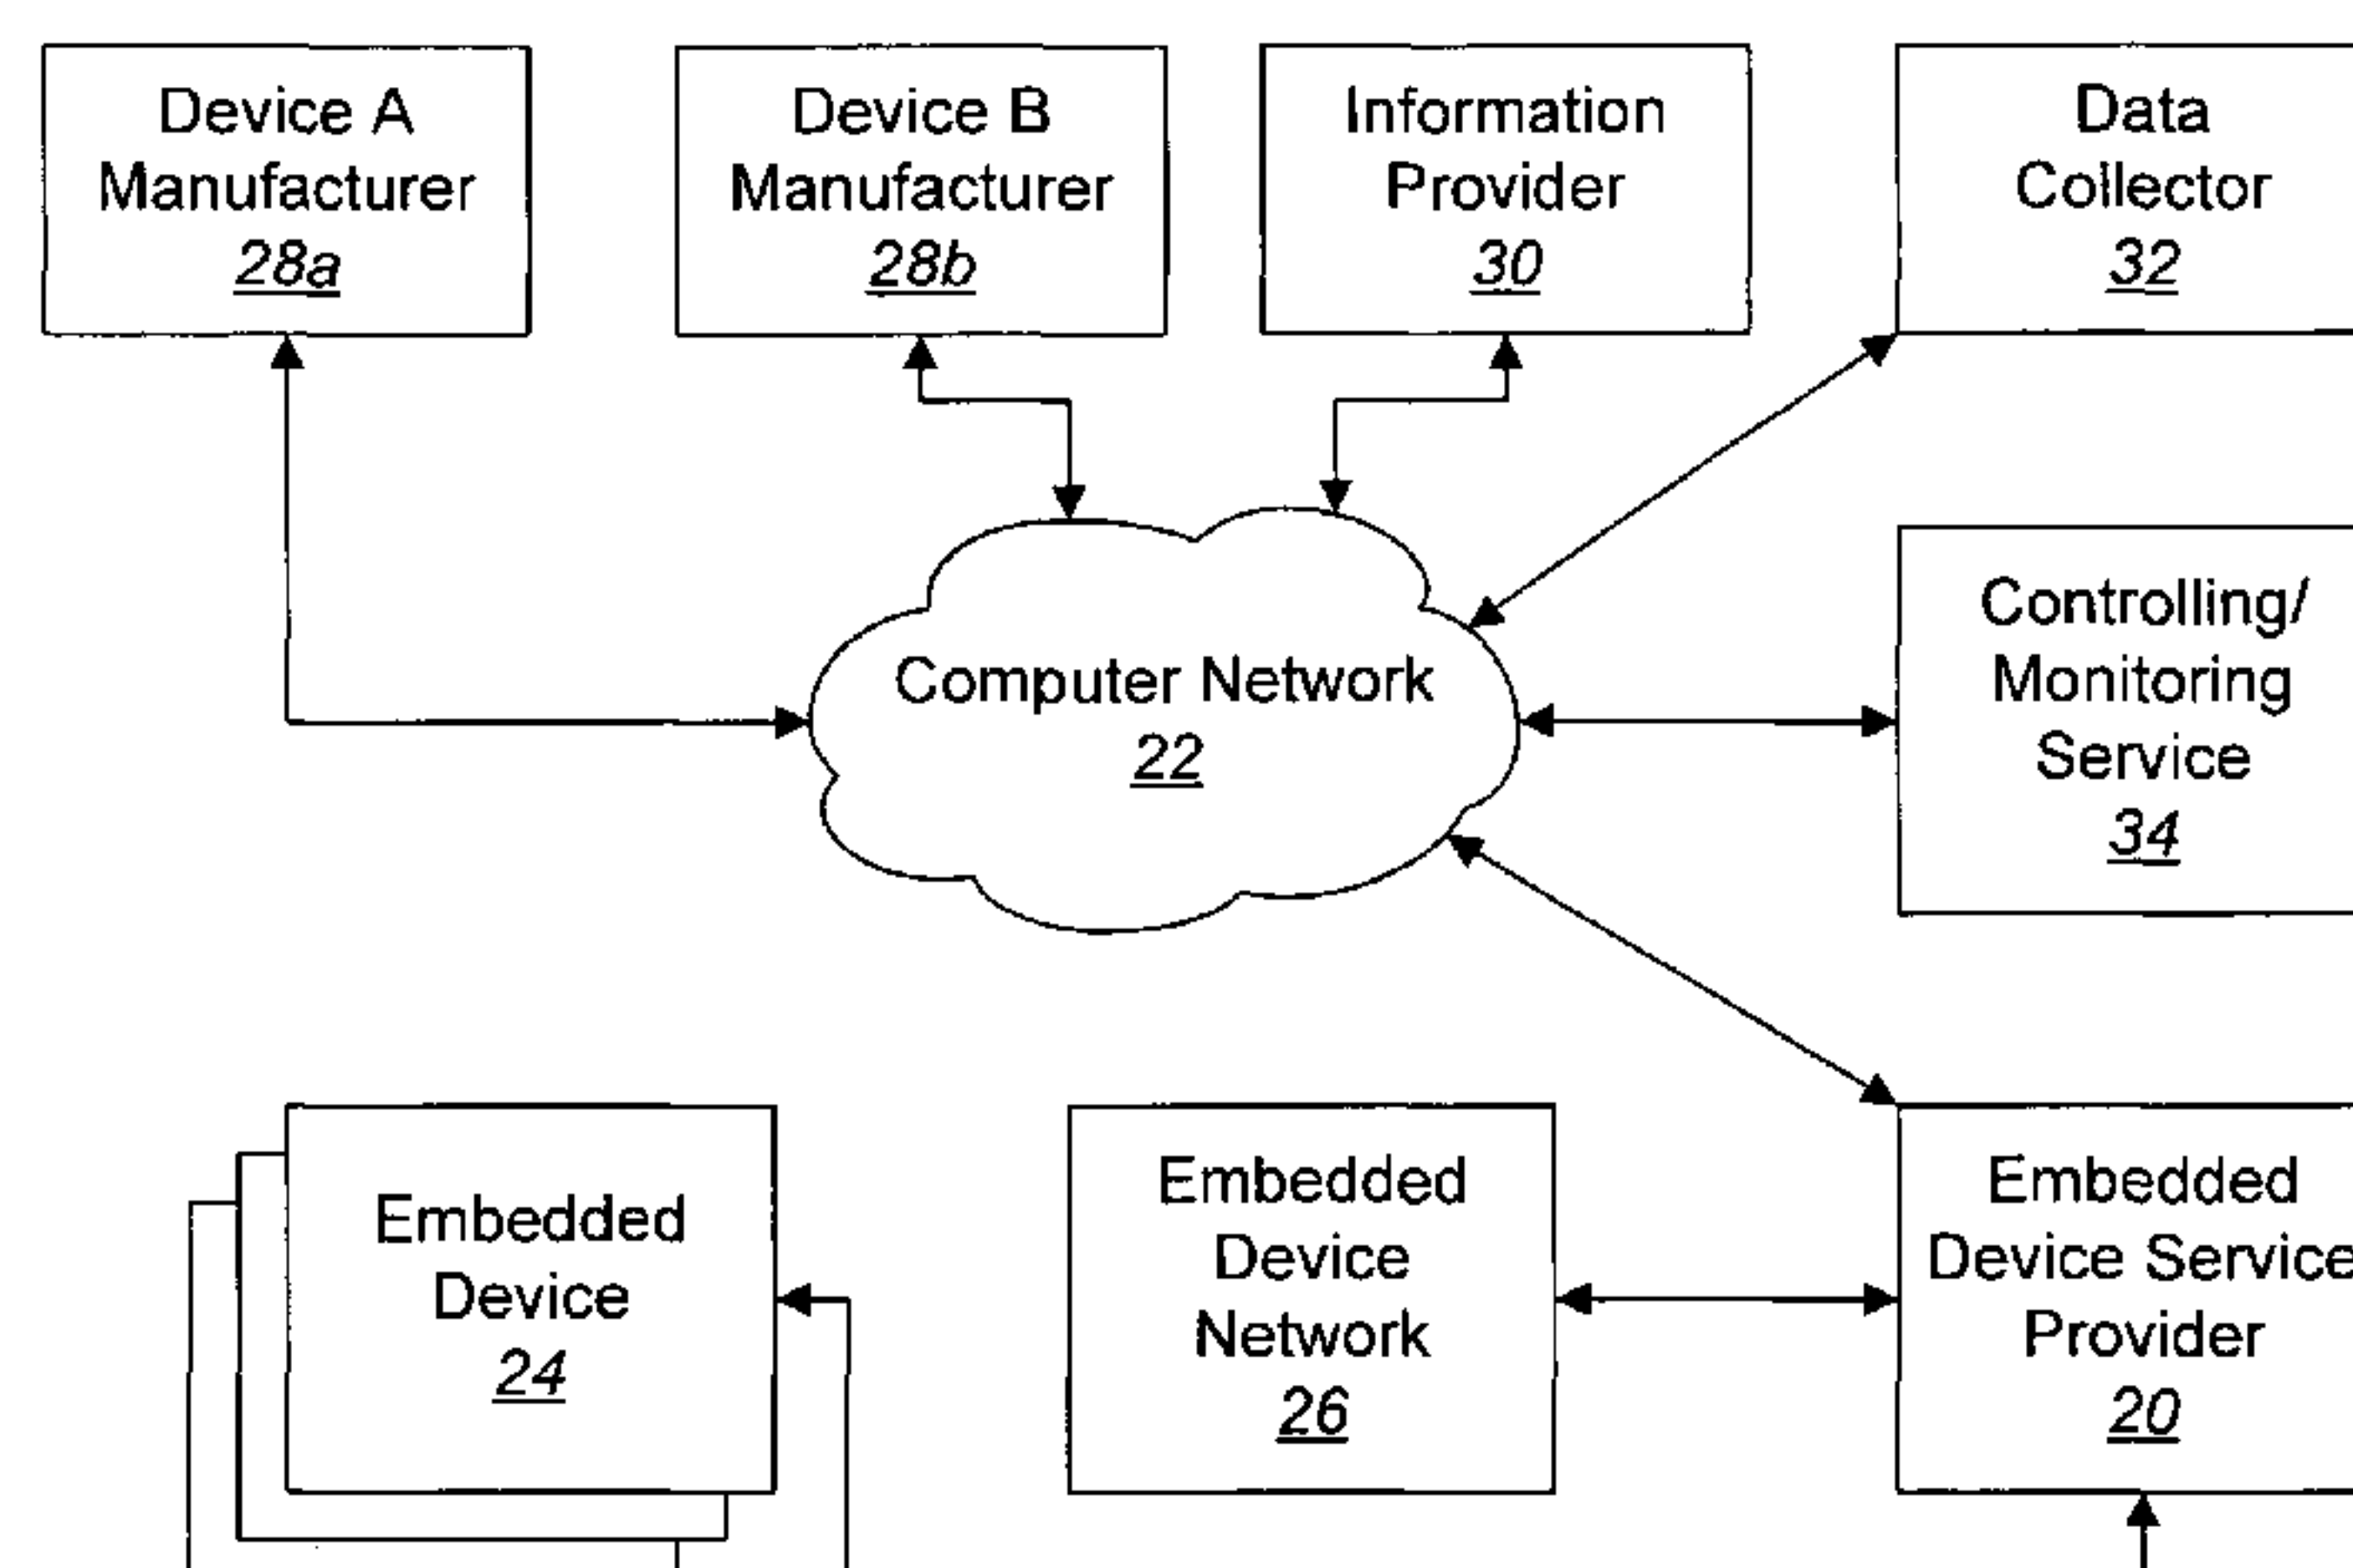 Device A
Manufacturer
28a
Device B
Manufacturer
28b
Information
Provider
30
Data
Collector
32
Computer Network
22
Controlling/
Monitoring
Service
34
Embedded
Device
24
Embedded
Device
Network
26
Embedded
Device Service
Provider
20